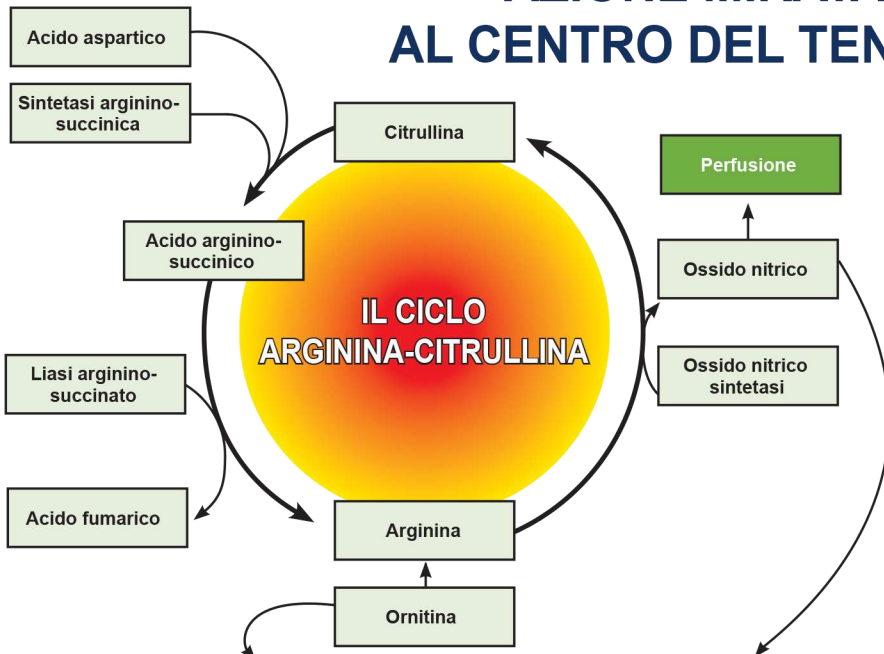 AL CENTRO DEL TEN
Acido aspartico
Sintetasi arginino-
succinica
Citrullina
Perfusione
Acido arginino-
succinico
Ossido nitrico
IL CICLO
ARGININA-CITRULLINA
Liasi arginino-
succinato
Ossido nitrico
sintetasi
Acido fumarico
Arginina
Ornitina